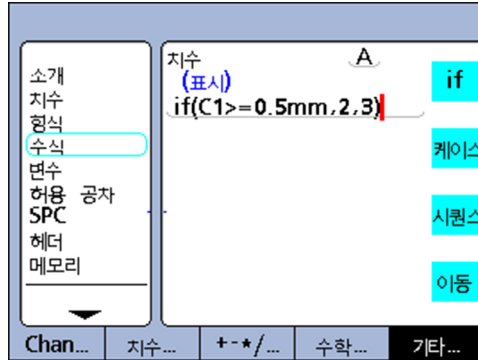 소개
치수
형식
수식
변수
허용 공차
SPC
헤더
메모리
치수
A
(표시)
if(C1>=0.5mm,2,3)
if
케이스
시퀀스
이동
Chan...
치수...
+-*/...
수학...
기타...